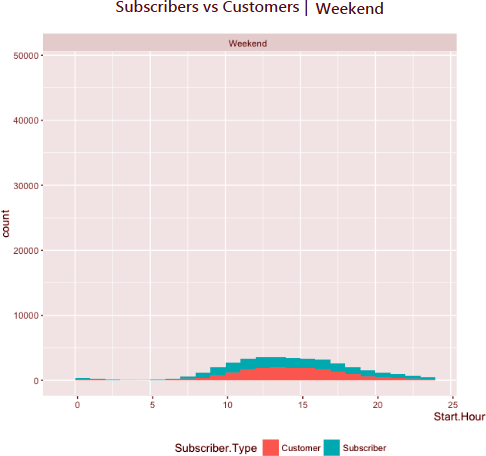 Subscribers vs Customers | Weekend
Weekend
50000
40000
30000
20000
10000
0
count
0 5 10 15 20 25
Start.Hour
Subscriber.Type Customer Subscriber